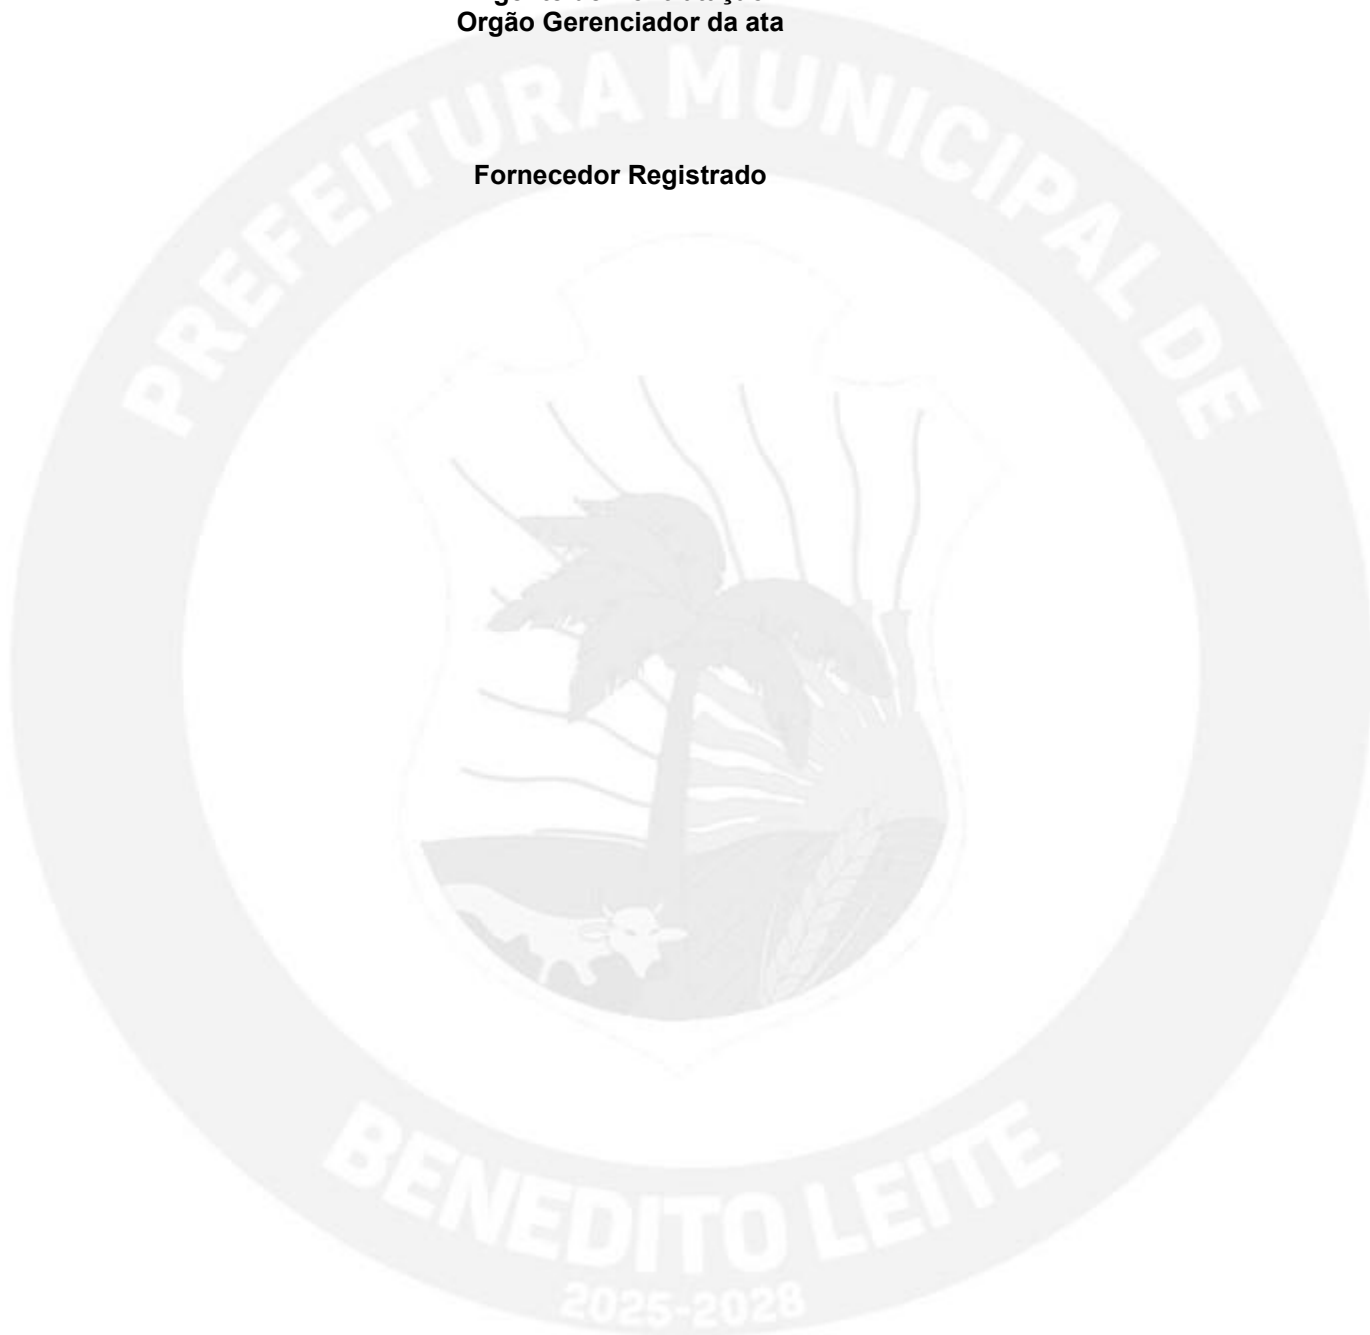 Orgão Gerenciador da ata
Fornecedor Registrado
PREFEITURA MUNICIPAL DE
BENEDITO LEITE
2025-2028